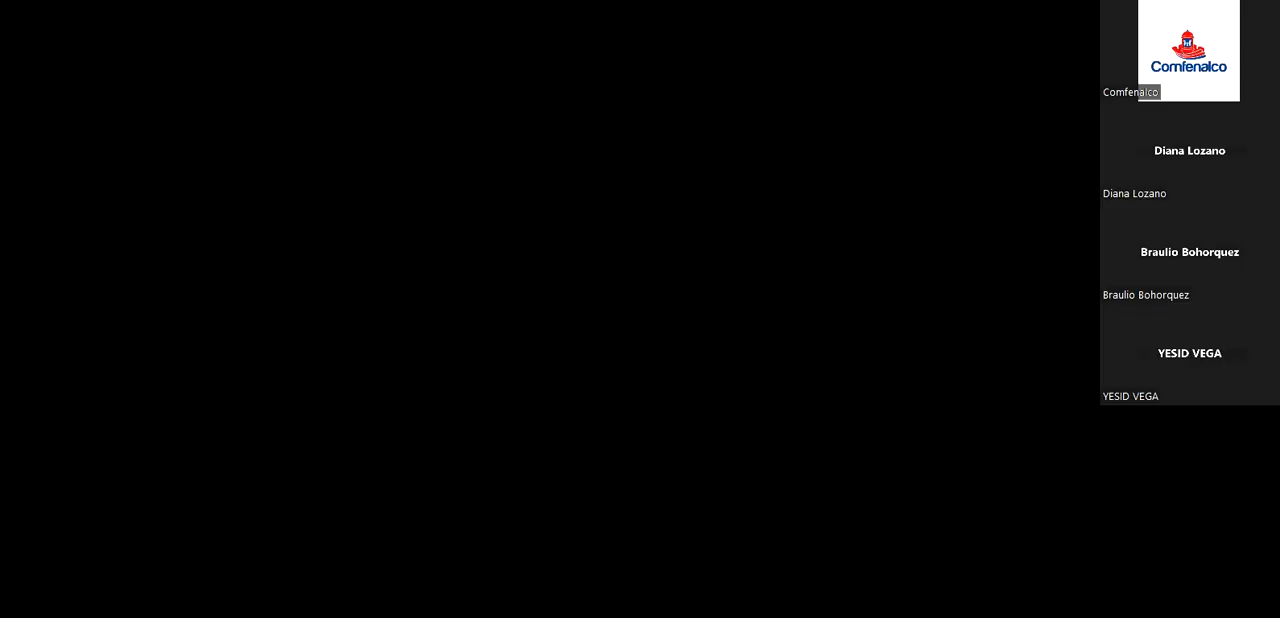 Comfenalco
Comfenalco
Diana Lozano
Diana Lozano
Braulio Bohorquez
Braulio Bohorquez
YESID VEGA
YESID VEGA